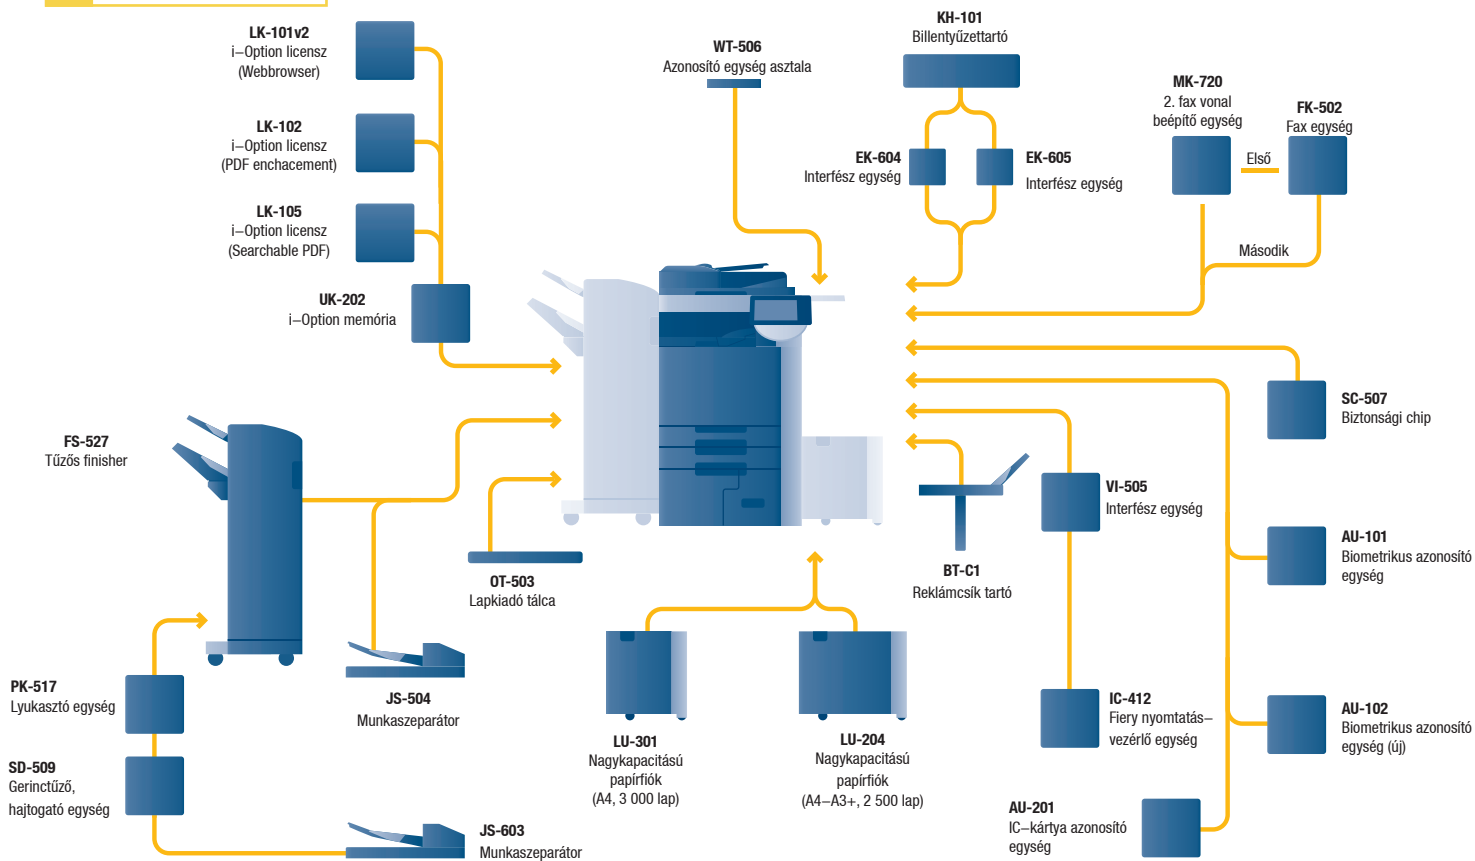 LK-101v2
i–Option licensz
(Webbrowser)
LK-102
i–Option licensz
(PDF enchacement)
LK-105
i–Option licensz
(Searchable PDF)
UK-202
i–Option memória
WT-506
Azonosító egység asztala
KH-101
Billentyűzettartó
EK-604
Interfész egység
EK-605
Interfész egység
MK-720
2. fax vonal
beépítő egység
FK-502
Fax egység
Első
Második
FS-527
Tűzős finisher
OT-503
Lapkiadó tálca
JS-504
Munkaszeparátor
PK-517
Lyukasztó egység
SD-509
Gerinctűző,
hajtogató egység
JS-603
Munkaszeparátor
LU-301
Nagykapacitású
papírfiók
(A4, 3 000 lap)
LU-204
Nagykapacitású
papírfiók
(A4–A3+, 2 500 lap)
BT-C1
Reklámcsík tartó
VI-505
Interfész egység
IC-412
Fiery nyomtatás–
vezérlő egység
SC-507
Biztonsági chip
AU-101
Biometrikus azonosító
egység
AU-102
Biometrikus azonosító
egység (új)
AU-201
IC–kártya azonosító
egység